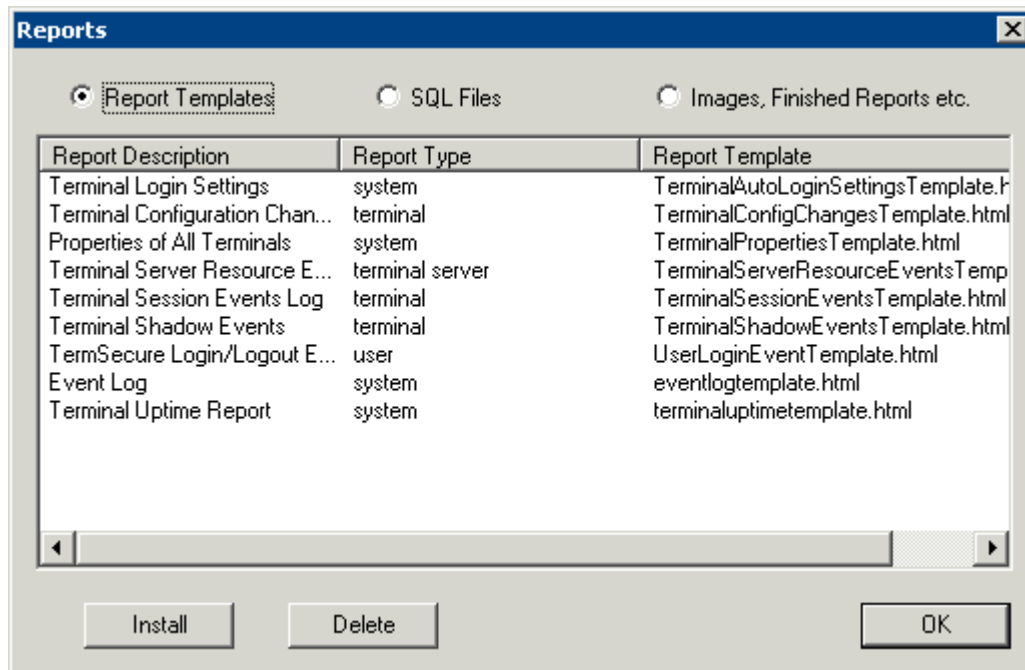 Reports
Report Templates SQL Files Images, Finished Reports etc.
Report Description Report Type Report Template
Terminal Login Settings system TerminalAutoLoginSettingsTemplate.h
Terminal Configuration Chan... terminal TerminalConfigChangesTemplate.html
Properties of All Terminals system TerminalPropertiesTemplate.html
Terminal Server Resource E... terminal server TerminalServerResourceEventsTemp
Terminal Session Events Log terminal TerminalSessionEventsTemplate.html
Terminal Shadow Events terminal TerminalShadowEventsTemplate.html
TermSecure Login/Logout E... user UserLoginEventTemplate.html
Event Log system eventlogtemplate.html
Terminal Uptime Report system terminaluptimetemplate.html
Install Delete OK